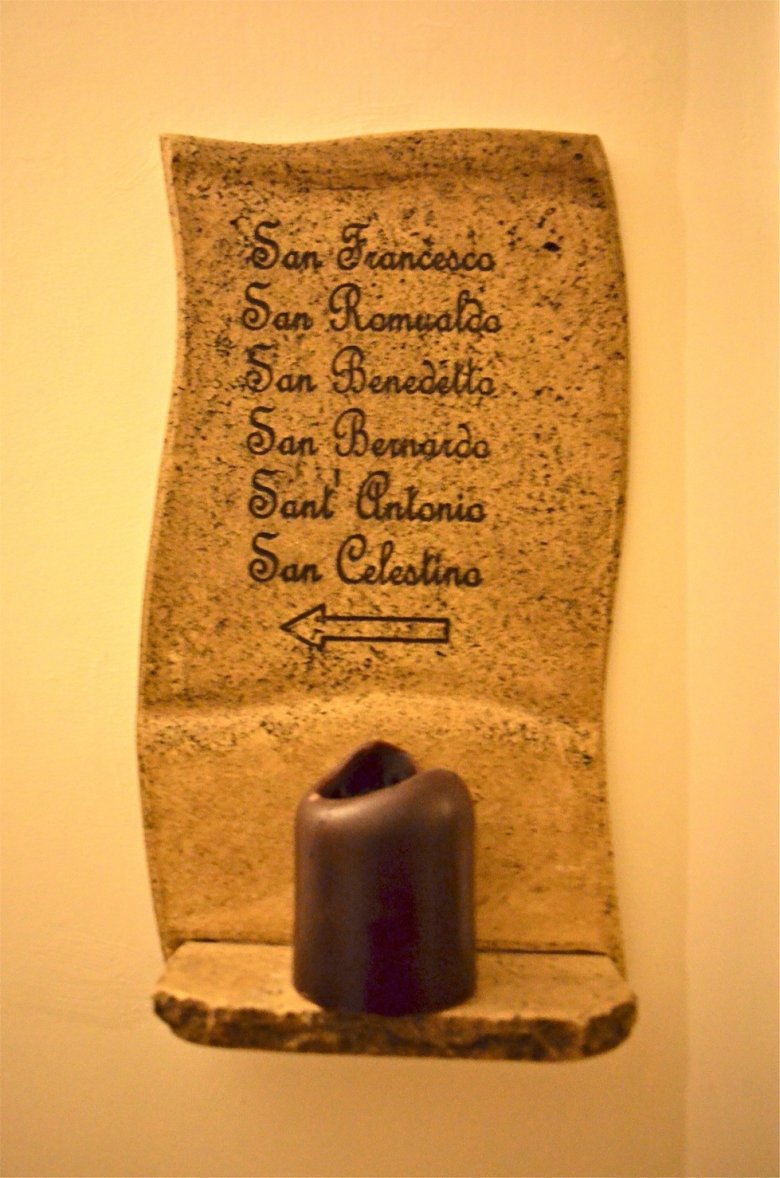 San Francesco
San Romualdo
San Benedetto
San Bernardo
Sant' Antonio
San Celestino